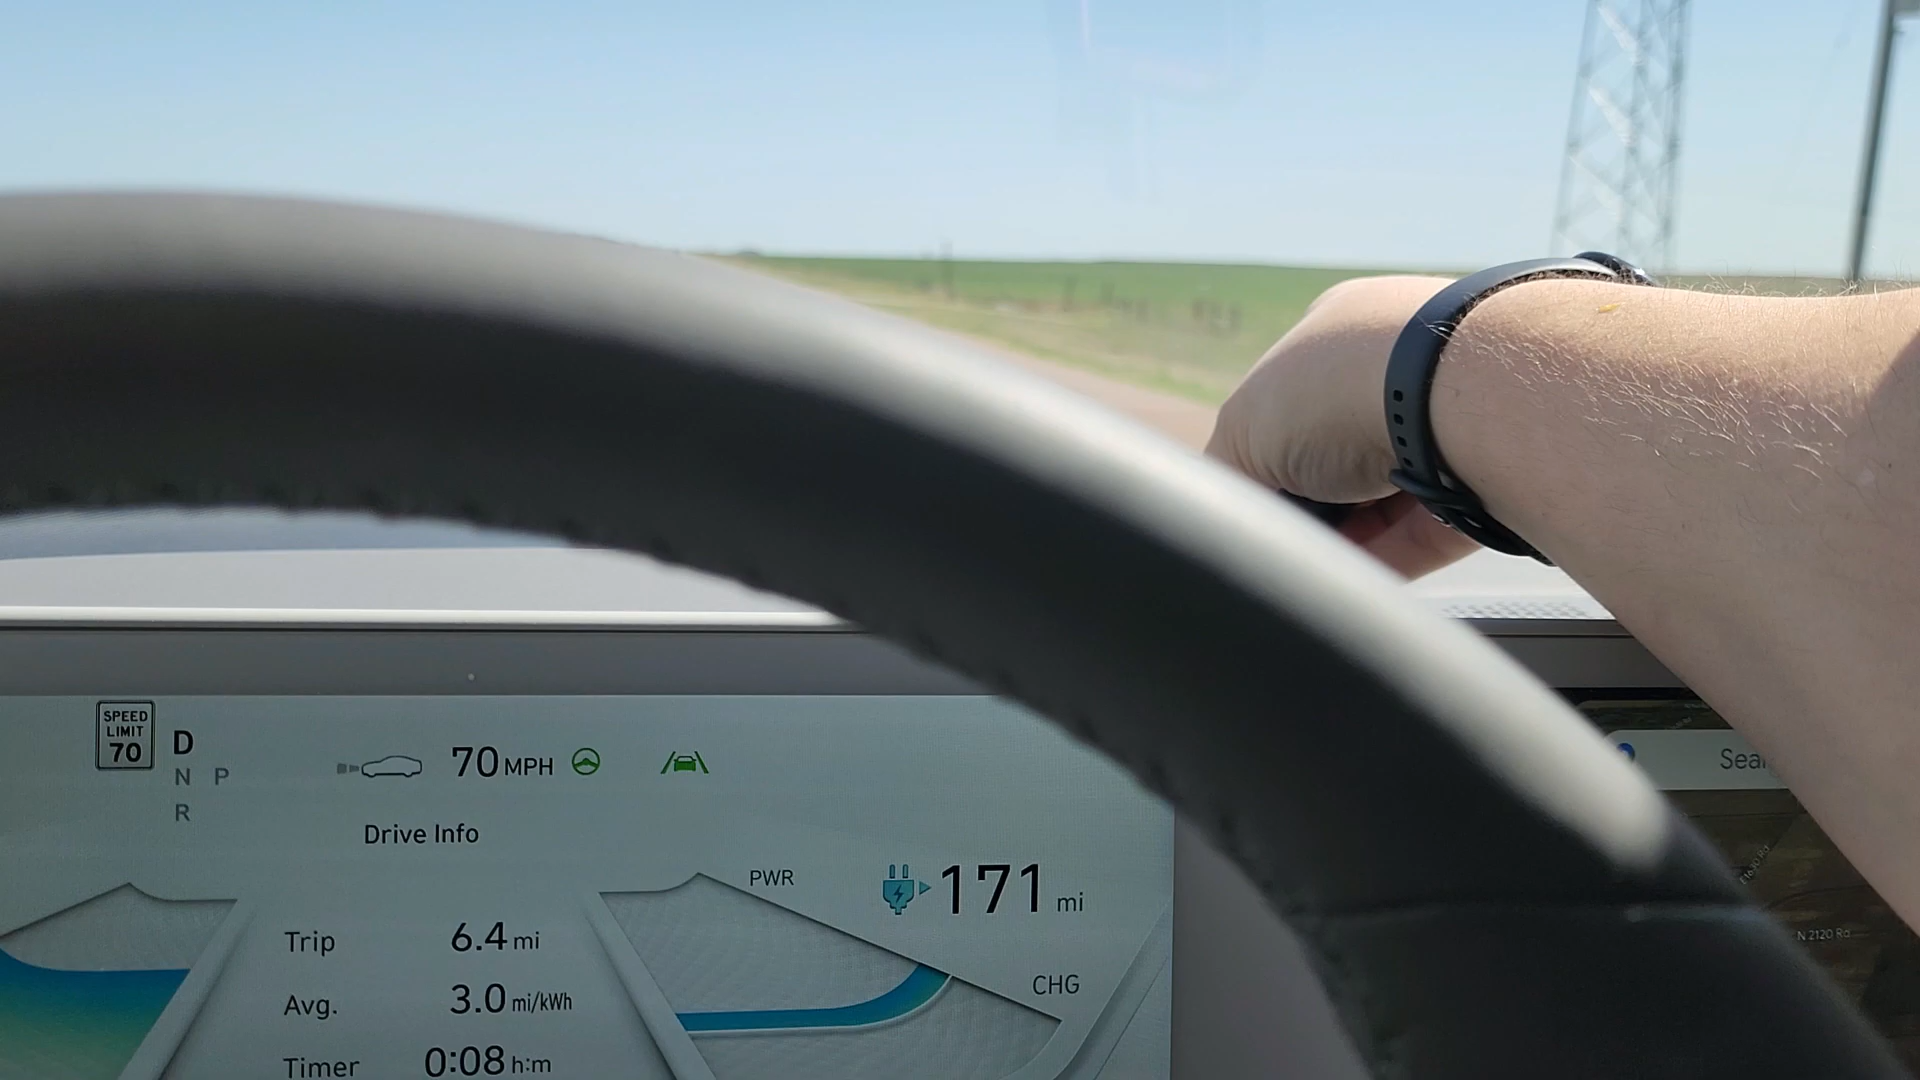 SPEED
LIMIT
70
D
N P
R
70 MPH
Drive Info
PWR
171 mi
CHG
Trip 6.4 mi
Avg. 3.0 mi/kWh
Timer 0:08 h:m
N 2120 Rd